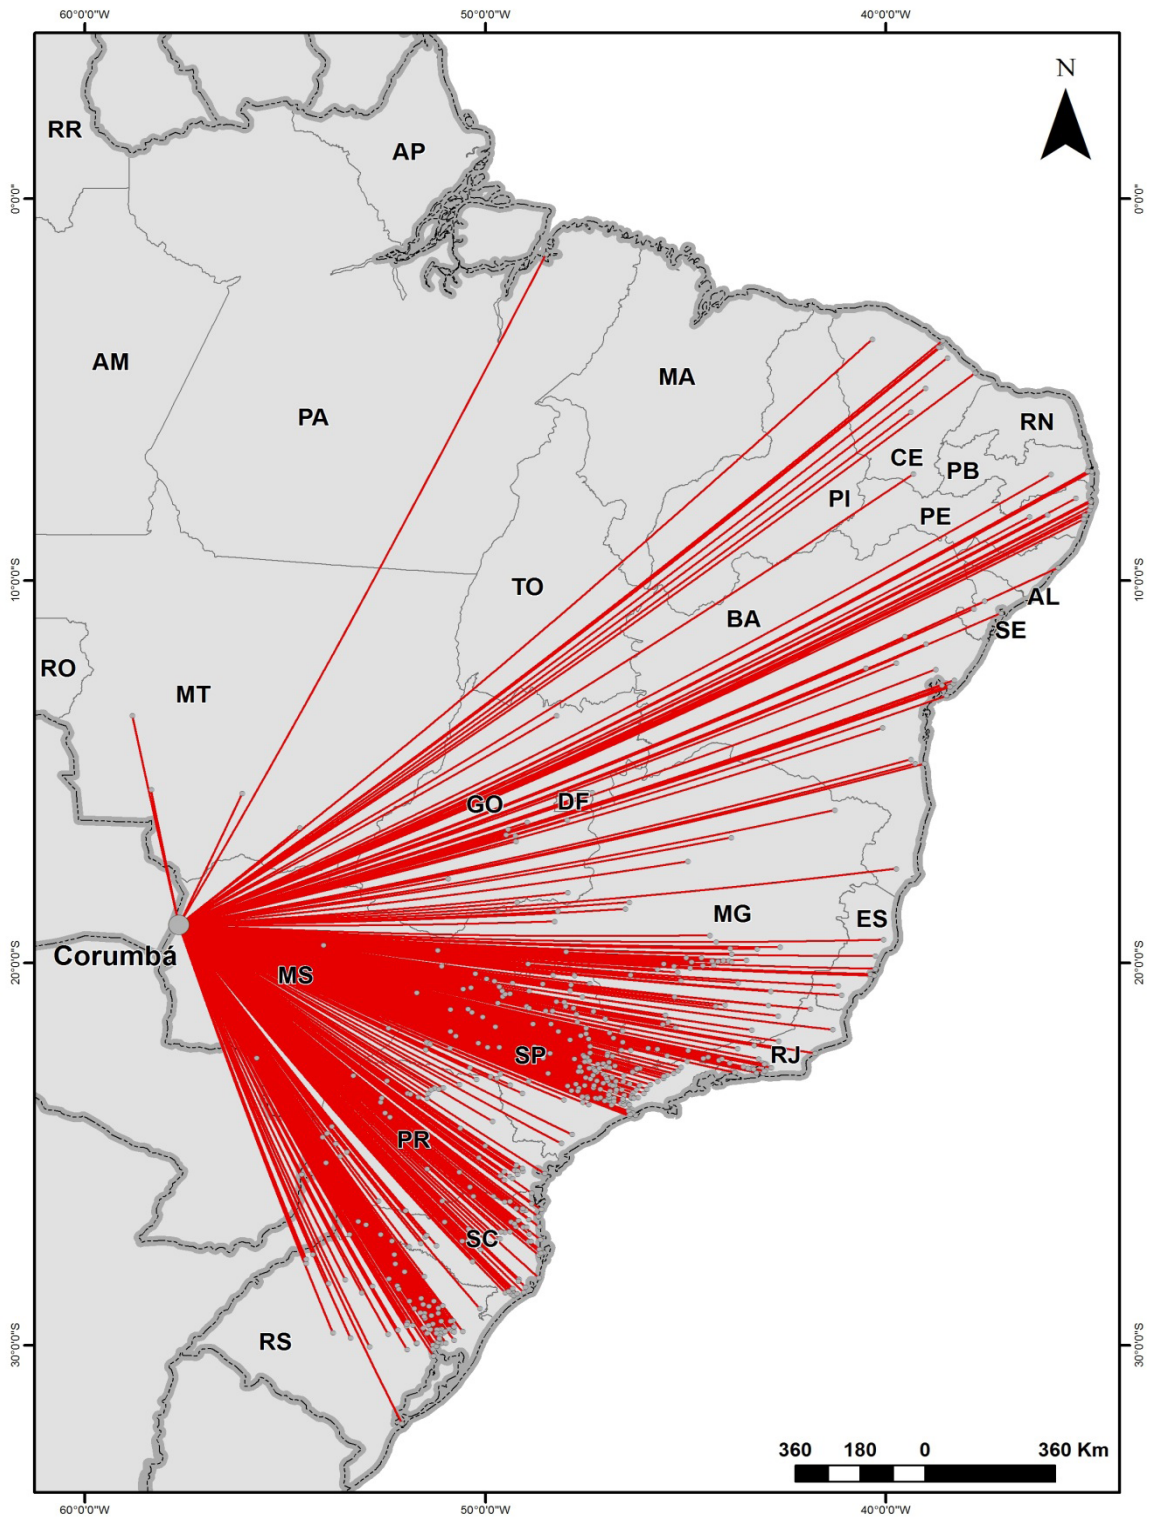 60°0'0"W 50°0'0"W 40°0'0"W
N
RR
AP
0°0'0" 0°0'0"
AM
MA
PA
RN
CE
PB
PI
PE
10°0'0"S 10°0'0"S
TO
AL
BA
SE
RO
MT
GO
DF
MG
ES
Corumbá
20°0'0"S 20°0'0"S
MS
SP
RJ
PR
SC
RS
30°0'0"S 30°0'0"S
360 180 0 360 Km
60°0'0"W 50°0'0"W 40°0'0"W